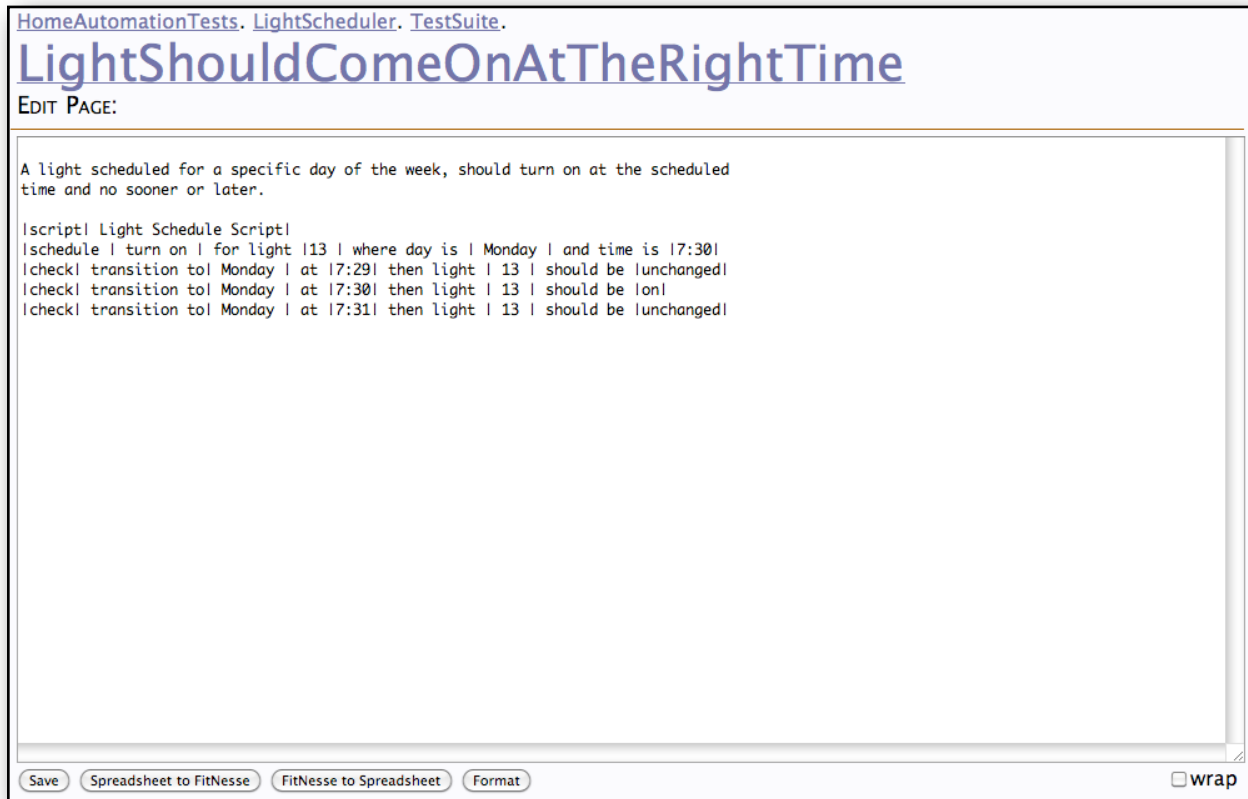 HomeAutomationTests. LightScheduler. TestSuite.
LightShouldComeOnAtTheRightTime
Edit Page:
A light scheduled for a specific day of the week, should turn on at the scheduled
time and no sooner or later.
|script| Light Schedule Script|
|schedule | turn on | for light |13 | where day is | Monday | and time is |7:30|
|check| transition to| Monday | at |7:29| then light | 13 | should be |unchanged|
|check| transition to| Monday | at |7:30| then light | 13 | should be |on|
|check| transition to| Monday | at |7:31| then light | 13 | should be |unchanged|
Save Spreadsheet to FitNesse FitNesse to Spreadsheet Format wrap